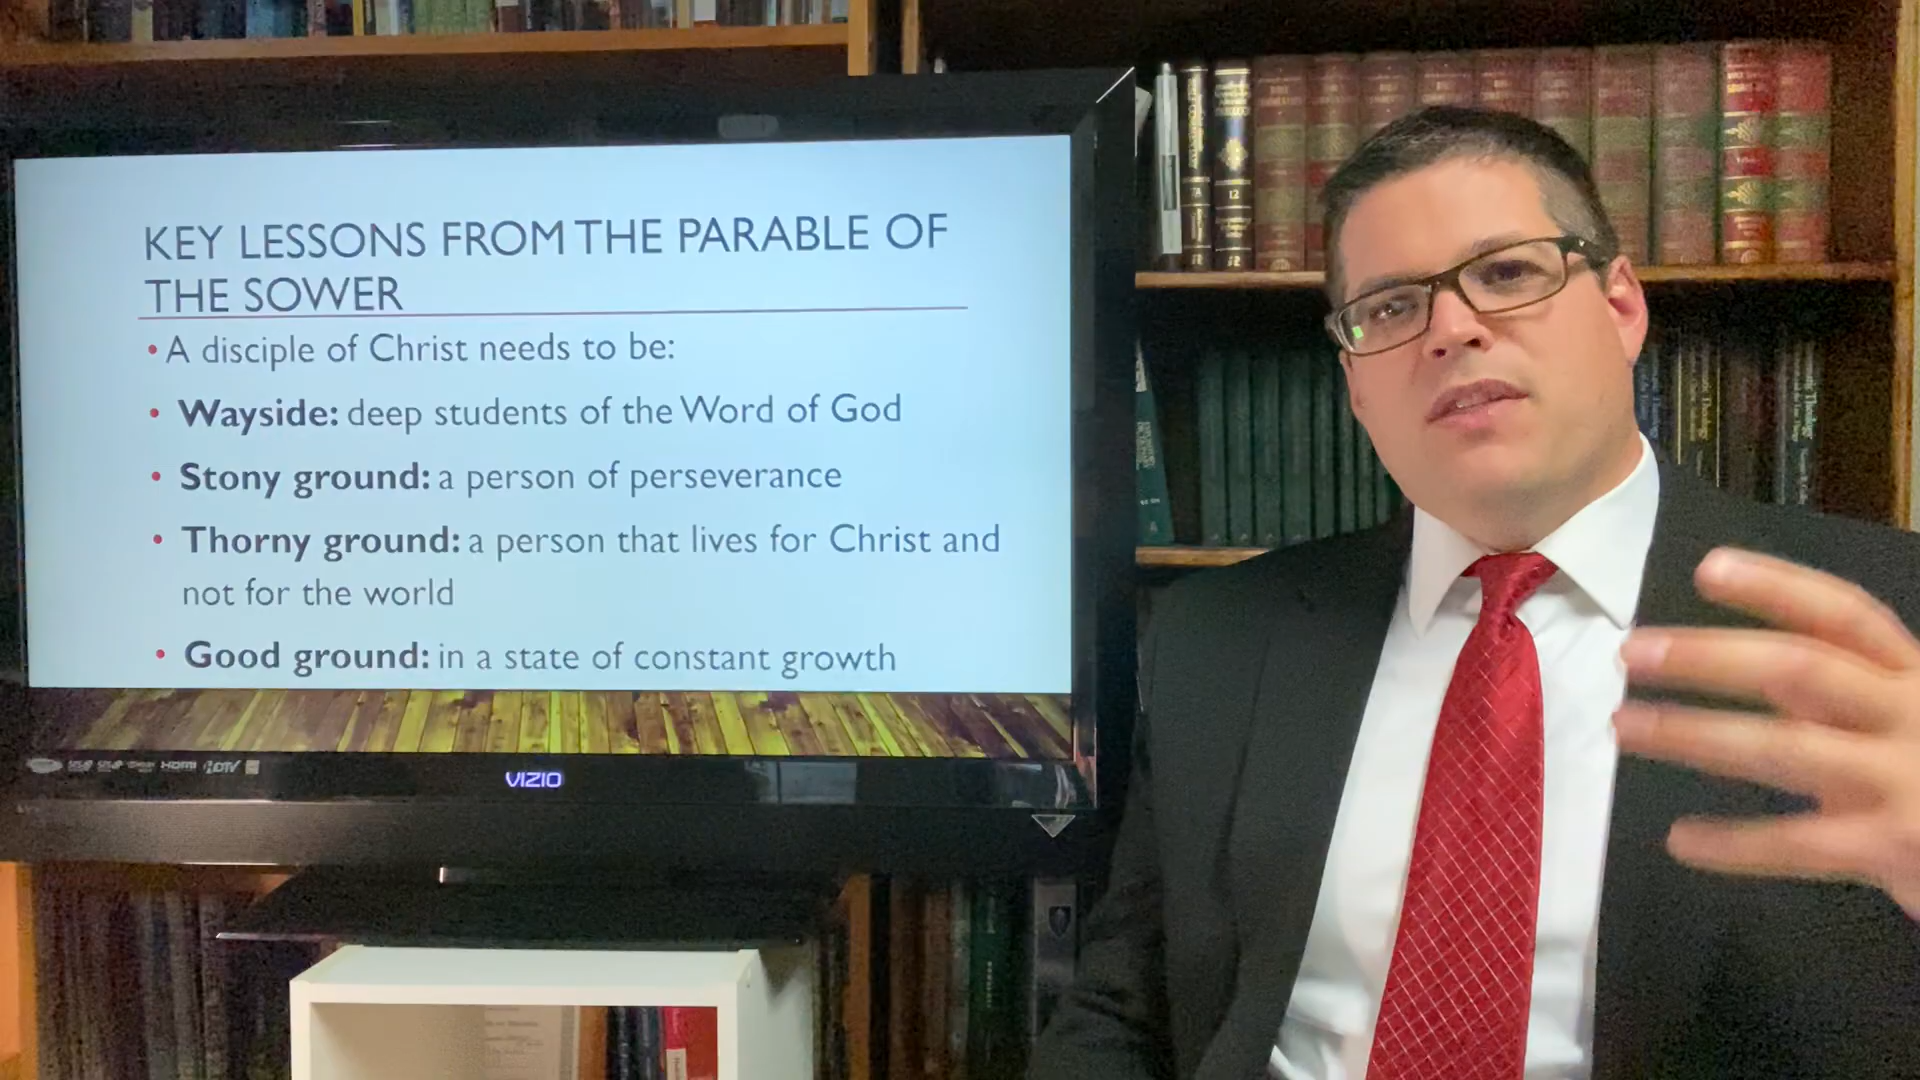 KEY LESSONS FROM THE PARABLE OF
THE SOWER
• A disciple of Christ needs to be:
• Wayside: deep students of the Word of God
• Stony ground: a person of perseverance
• Thorny ground: a person that lives for Christ and
not for the world
• Good ground: in a state of constant growth
HDMI HDTV
VIZIO
12